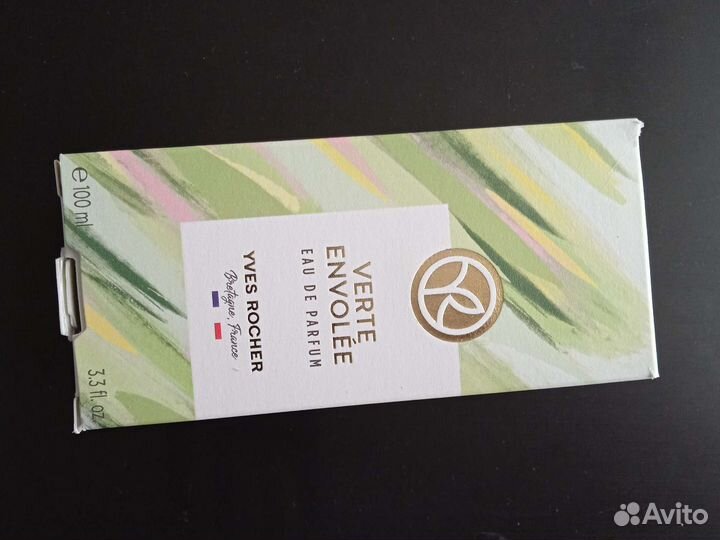 VERTE
ENVOLÉE
EAU DE PARFUM
YVES ROCHER
Bretagne, France
e 100 ml
3.3 fl. oz.
Avito